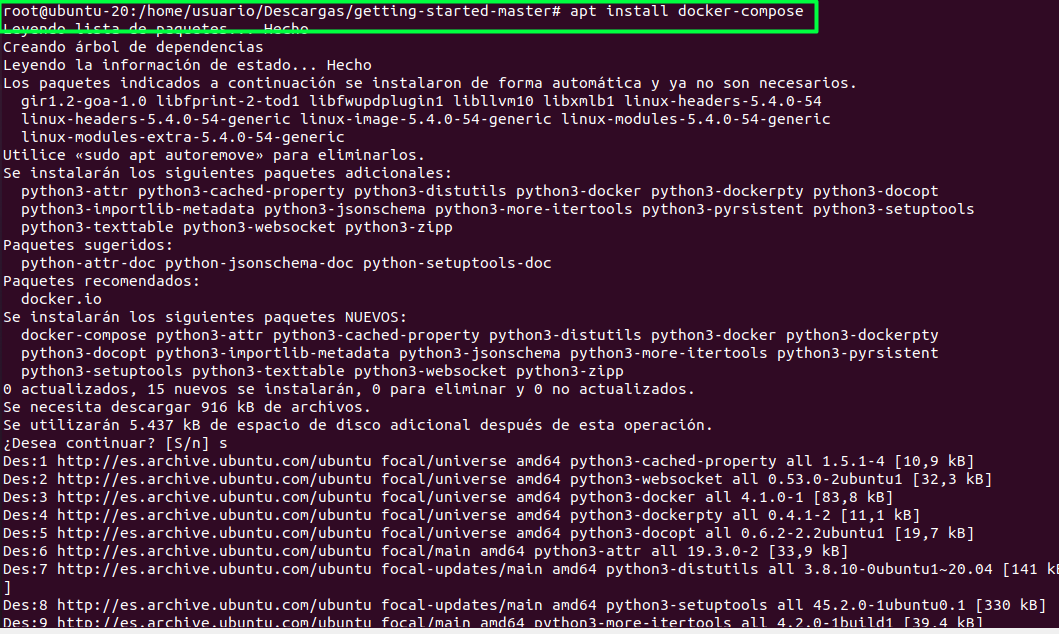 root@ubuntu-20:/home/usuario/Descargas/getting-started-master# apt install docker-compose
Leyendo lista de paquetes... Hecho
Creando árbol de dependencias
Leyendo la información de estado... Hecho
Los paquetes indicados a continuación se instalaron de forma automática y ya no son necesarios.
  gir1.2-goa-1.0 libfprint-2-tod1 libfwupdplugin1 libllvm10 libxmlb1 linux-headers-5.4.0-54
  linux-headers-5.4.0-54-generic linux-image-5.4.0-54-generic linux-modules-5.4.0-54-generic
  linux-modules-extra-5.4.0-54-generic
Utilice «sudo apt autoremove» para eliminarlos.
Se instalarán los siguientes paquetes adicionales:
  python3-attr python3-cached-property python3-distutils python3-docker python3-dockerpty python3-docopt
  python3-importlib-metadata python3-jsonschema python3-more-itertools python3-pyrsistent python3-setuptools
  python3-texttable python3-websocket python3-zipp
Paquetes sugeridos:
  python-attr-doc python-jsonschema-doc python-setuptools-doc
Paquetes recomendados:
  docker.io
Se instalarán los siguientes paquetes NUEVOS:
  docker-compose python3-attr python3-cached-property python3-distutils python3-docker python3-dockerpty
  python3-docopt python3-importlib-metadata python3-jsonschema python3-more-itertools python3-pyrsistent
  python3-setuptools python3-texttable python3-websocket python3-zipp
0 actualizados, 15 nuevos se instalarán, 0 para eliminar y 0 no actualizados.
Se necesita descargar 916 kB de archivos.
Se utilizarán 5.437 kB de espacio de disco adicional después de esta operación.
¿Desea continuar? [S/n] s
Des:1 http://es.archive.ubuntu.com/ubuntu focal/universe amd64 python3-cached-property all 1.5.1-4 [10,9 kB]
Des:2 http://es.archive.ubuntu.com/ubuntu focal/universe amd64 python3-websocket all 0.53.0-2ubuntu1 [32,3 kB]
Des:3 http://es.archive.ubuntu.com/ubuntu focal/universe amd64 python3-docker all 4.1.0-1 [83,8 kB]
Des:4 http://es.archive.ubuntu.com/ubuntu focal/universe amd64 python3-dockerpty all 0.4.1-2 [11,1 kB]
Des:5 http://es.archive.ubuntu.com/ubuntu focal/universe amd64 python3-docopt all 0.6.2-2.2ubuntu1 [19,7 kB]
Des:6 http://es.archive.ubuntu.com/ubuntu focal/main amd64 python3-attr all 19.3.0-2 [33,9 kB]
Des:7 http://es.archive.ubuntu.com/ubuntu focal-updates/main amd64 python3-distutils all 3.8.10-0ubuntu1~20.04 [141 kB
]
Des:8 http://es.archive.ubuntu.com/ubuntu focal-updates/main amd64 python3-setuptools all 45.2.0-1ubuntu0.1 [330 kB]
Des:9 http://es.archive.ubuntu.com/ubuntu focal/main amd64 python3-more-itertools all 4.2.0-1build1 [39,4 kB]